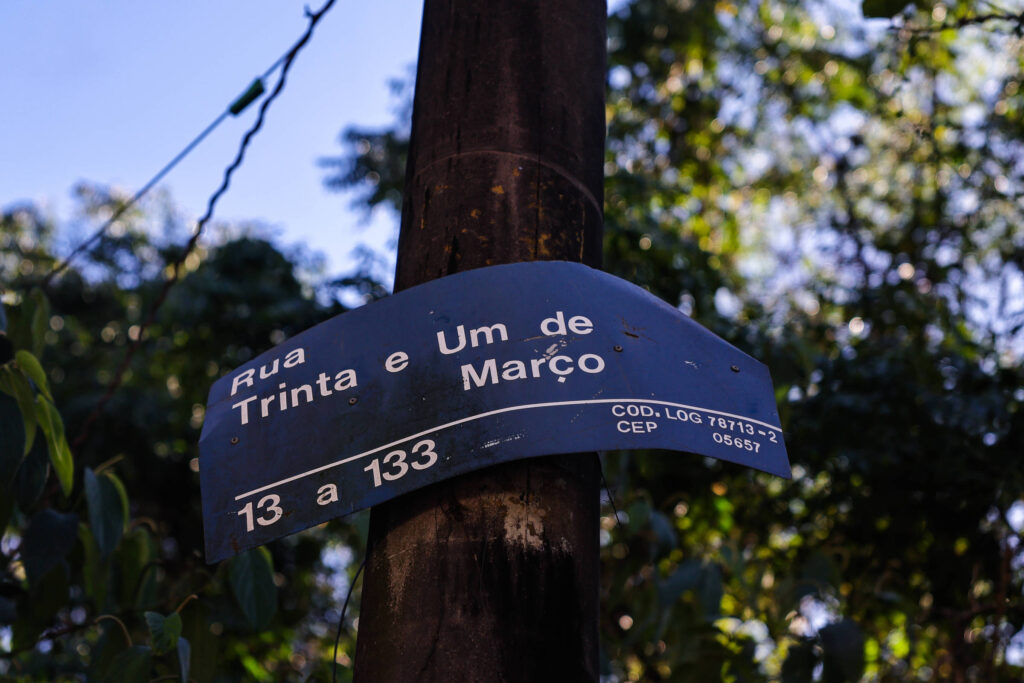 Rua
Trinta e Um de
Março
13 a 133
COD. LOG 78713-2
CEP 05657